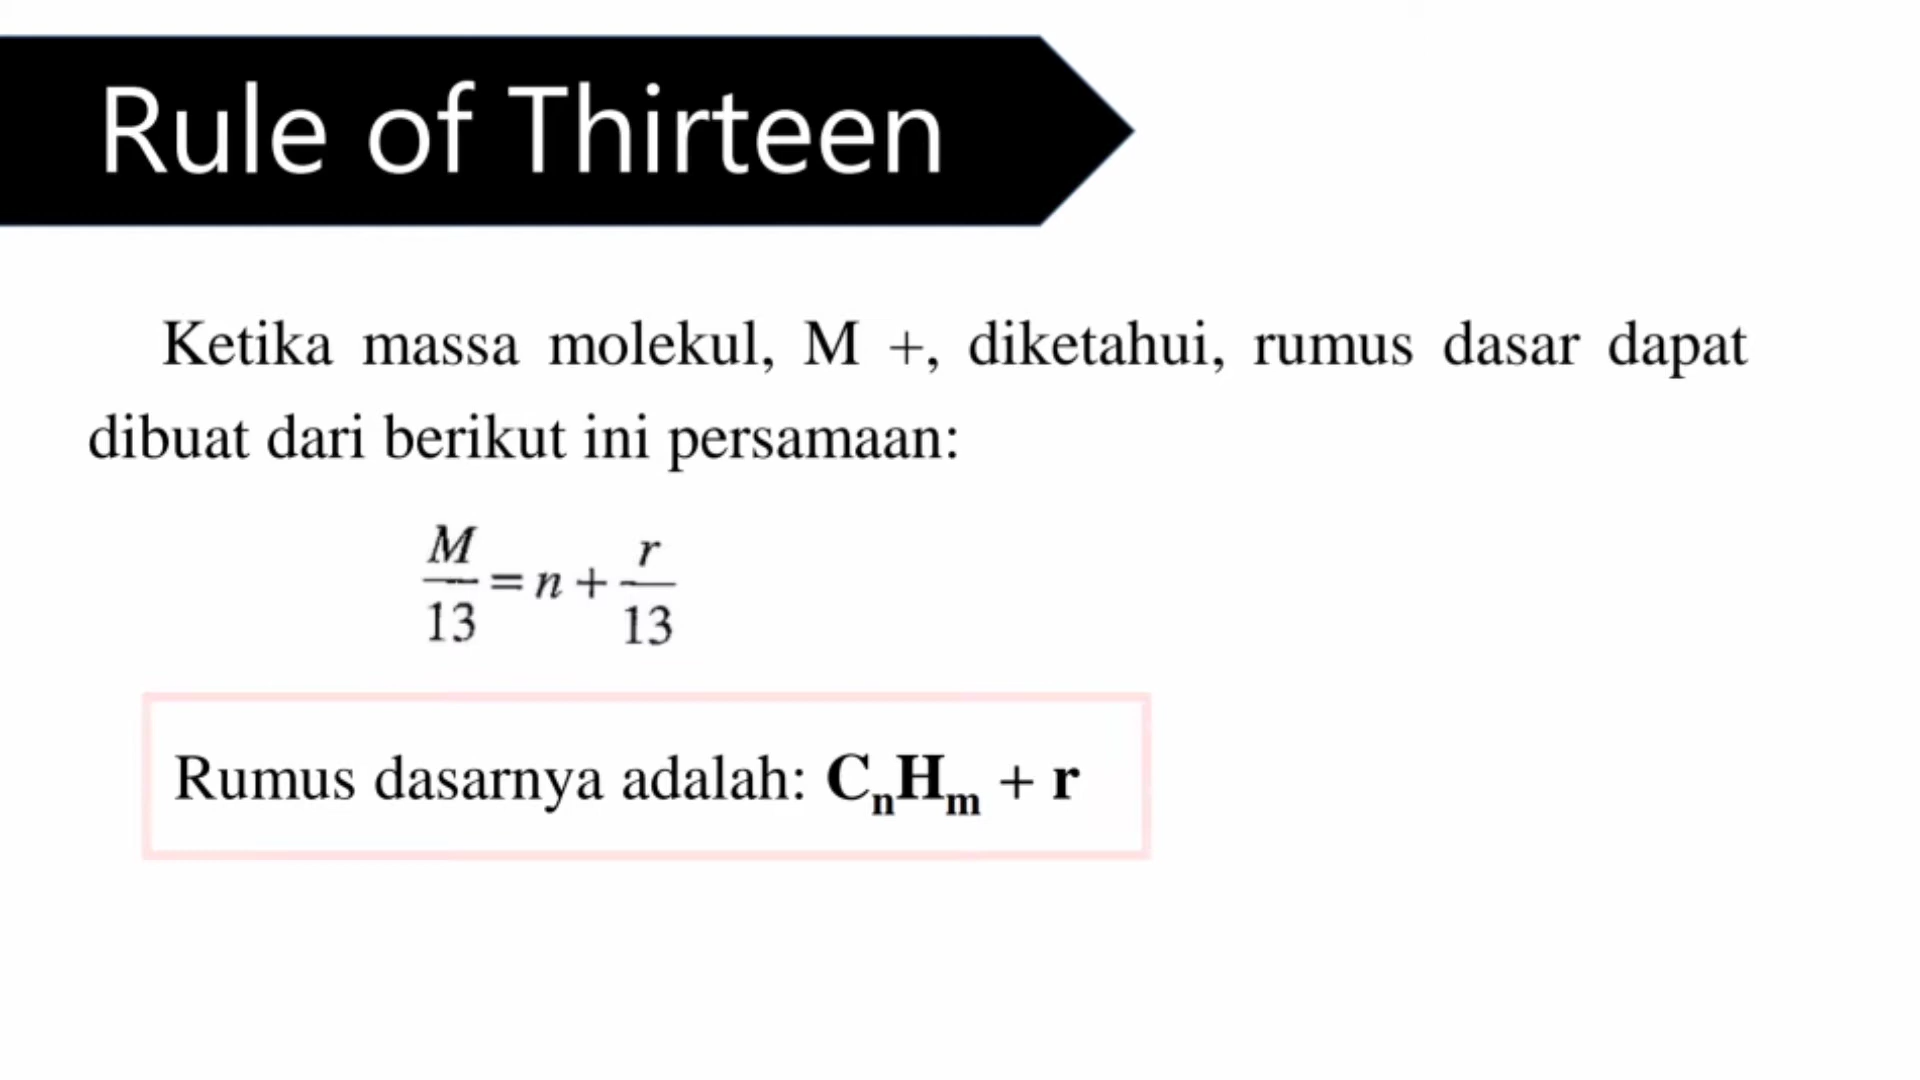 Rule of Thirteen
Ketika massa molekul, M +, diketahui, rumus dasar dapat
dibuat dari berikut ini persamaan:
M/13 = n + r/13
Rumus dasarnya adalah: CₙHₘ + r